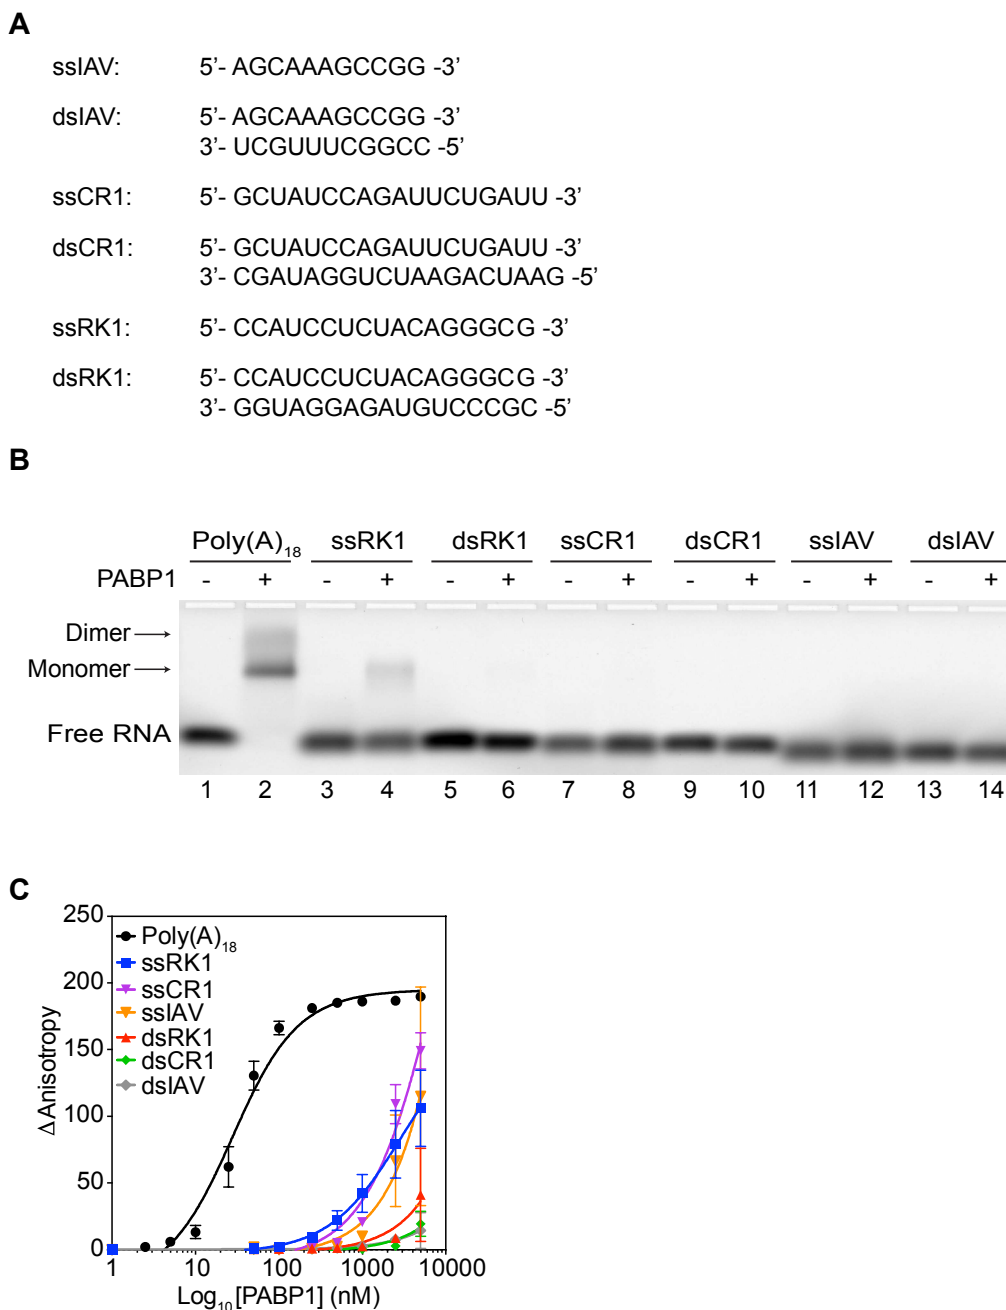 A
ssIAV: 5’- AGCAAAGCCGG -3’
dsIAV: 5’- AGCAAAGCCGG -3’
3’- UCGUUUCGGCC -5’
ssCR1: 5’- GCUAUCCAGAUUCUGAUU -3’
dsCR1: 5’- GCUAUCCAGAUUCUGAUU -3’
3’- CGAUAGGUCUAAGACUAAG -5’
ssRK1: 5’- CCAUCCUCUACAGGGCG -3’
dsRK1: 5’- CCAUCCUCUACAGGGCG -3’
3’- GGUAGGAGAUGUCCCGC -5’
B
Poly(A)18 ssRK1 dsRK1 ssCR1 dsCR1 ssIAV dsIAV
PABP1 - + - + - + - + - + - + - +
Dimer
Monomer
Free RNA
1 2 3 4 5 6 7 8 9 10 11 12 13 14
C
ΔAnisotropy
250
200
150
100
50
0
Poly(A)18
ssRK1
ssCR1
ssIAV
dsRK1
dsCR1
dsIAV
1 10 100 1000 10000
Log10[PABP1] (nM)